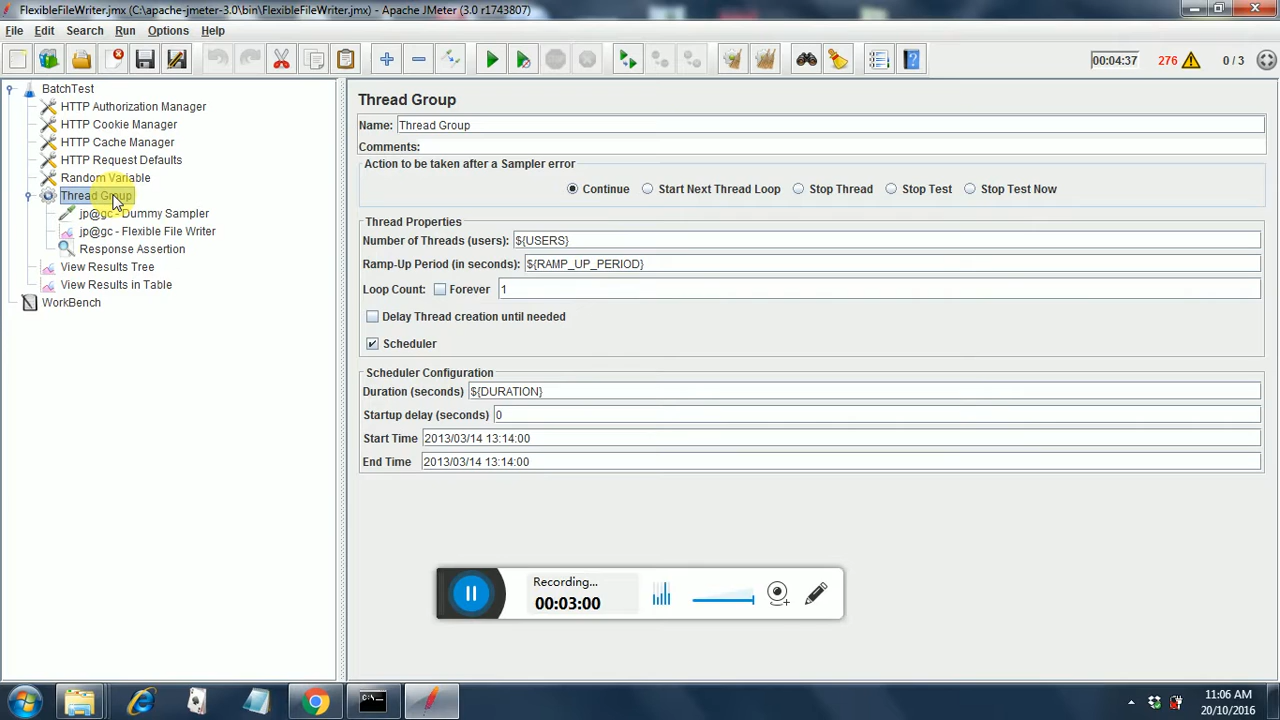 FlexibleFileWriter.jmx (C:\apache-jmeter-3.0\bin\FlexibleFileWriter.jmx) - Apache JMeter (3.0 r1743807)
File Edit Search Run Options Help
00:04:37 276 0 / 3
BatchTest
HTTP Authorization Manager
HTTP Cookie Manager
HTTP Cache Manager
HTTP Request Defaults
Random Variable
Thread Group
jp@gc - Dummy Sampler
jp@gc - Flexible File Writer
Response Assertion
View Results Tree
View Results in Table
WorkBench
Thread Group
Name: Thread Group
Comments:
Action to be taken after a Sampler error
Continue Start Next Thread Loop Stop Thread Stop Test Stop Test Now
Thread Properties
Number of Threads (users): ${USERS}
Ramp-Up Period (in seconds): ${RAMP_UP_PERIOD}
Loop Count: Forever 1
Delay Thread creation until needed
Scheduler
Scheduler Configuration
Duration (seconds) ${DURATION}
Startup delay (seconds) 0
Start Time 2013/03/14 13:14:00
End Time 2013/03/14 13:14:00
Recording...
00:03:00
11:06 AM
20/10/2016